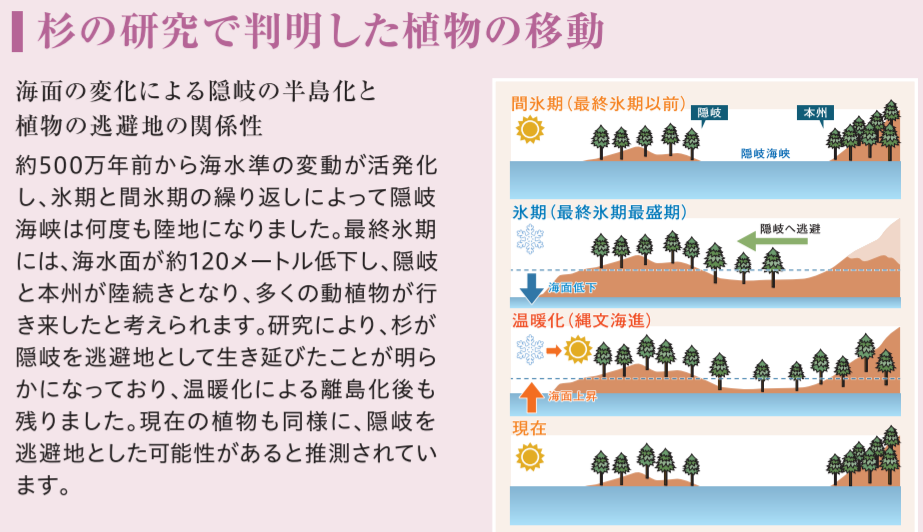 杉の研究で判明した植物の移動
海面の変化による隠岐の半島化と
植物の逃避地の関係性
約500万年前から海水準の変動が活発化
し、氷期と間氷期の繰り返しによって隠岐
海峡は何度も陸地になりました。最終氷期
には、海水面が約120メートル低下し、隠岐
と本州が陸続きとなり、多くの動植物が行
き来したと考えられます。研究により、杉が
隠岐を逃避地として生き延びたことが明ら
かになっており、温暖化による離島化後も
残りました。現在の植物も同様に、隠岐を
逃避地とした可能性があると推測されてい
ます。
間氷期（最終氷期以前）
隠岐
本州
隠岐海峡
氷期（最終氷期最盛期）
隠岐へ逃避
海面低下
温暖化（縄文海進）
海面上昇
現在